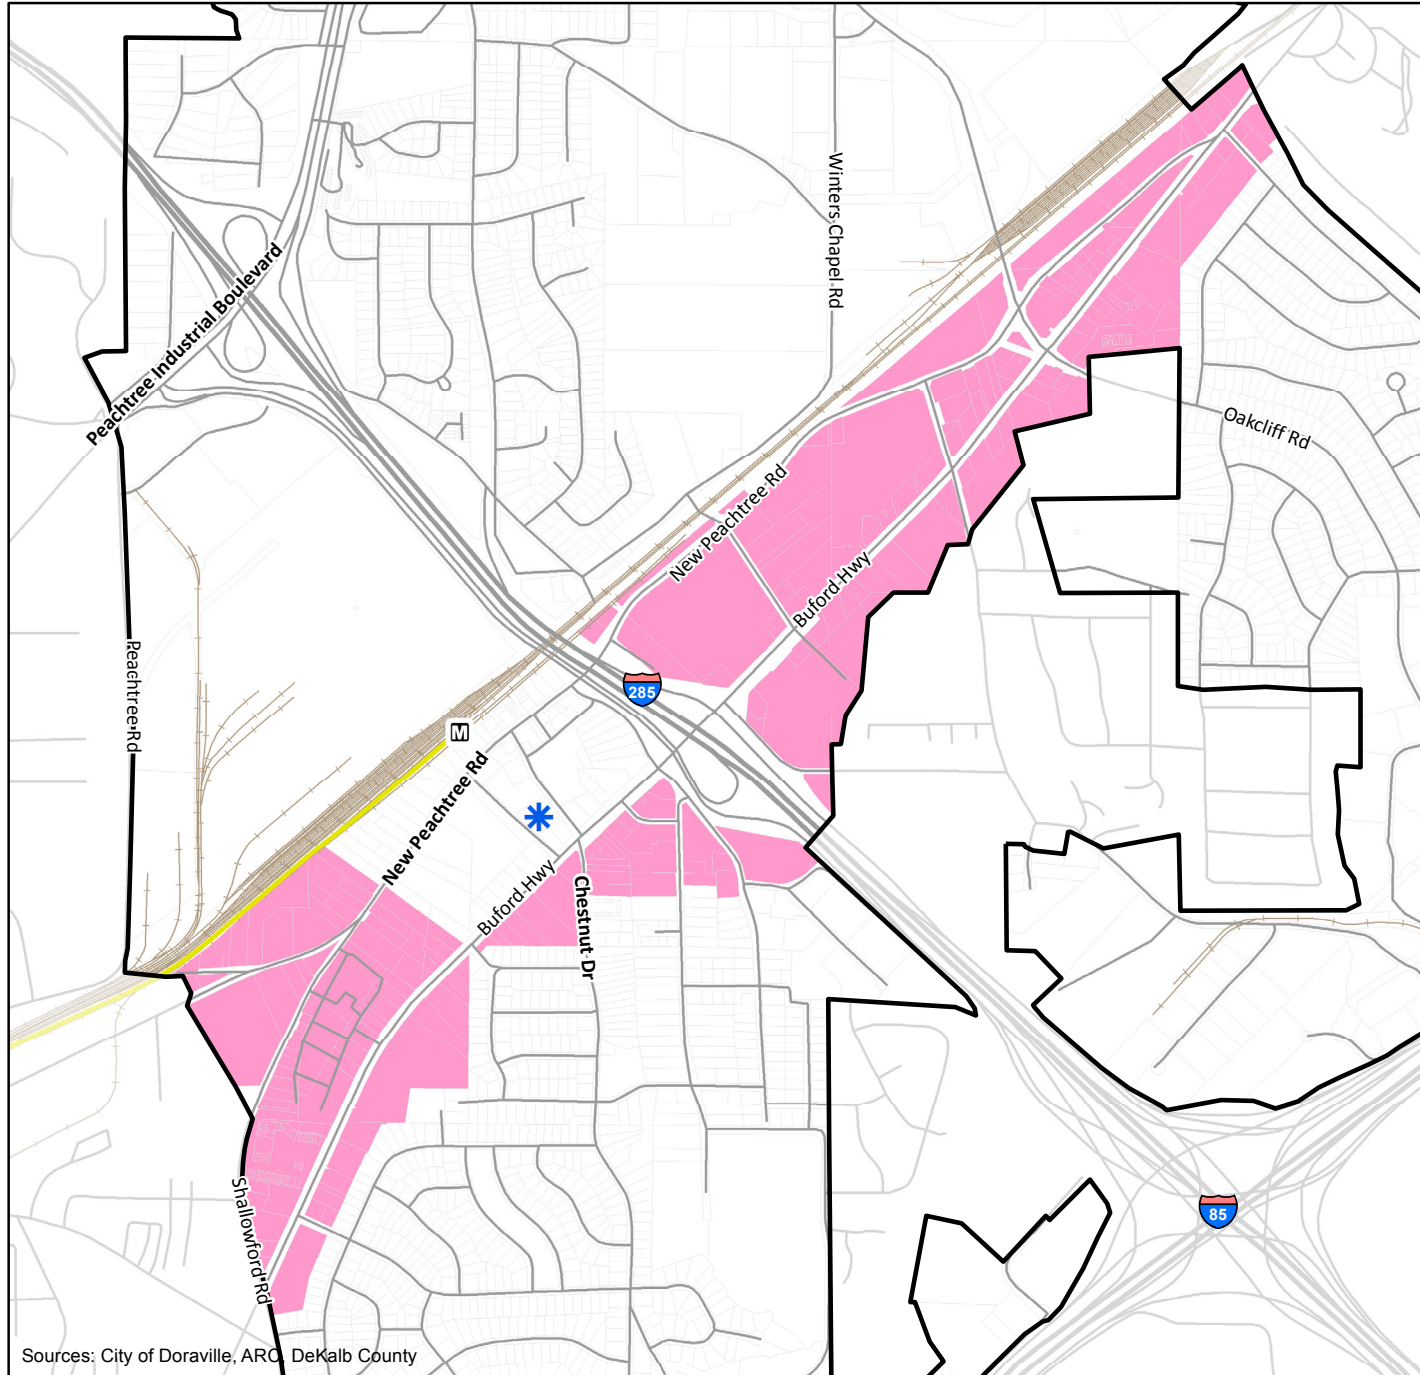 Winters Chapel Rd
Peachtree Industrial Boulevard
Oakcliff Rd
New Peachtree Rd
Buford Hwy
Peachtree Rd
285
M
New Peachtree Rd
Buford Hwy
Chestnut Dr
Shallowford Rd
85
Sources: City of Doraville, ARC, DeKalb County